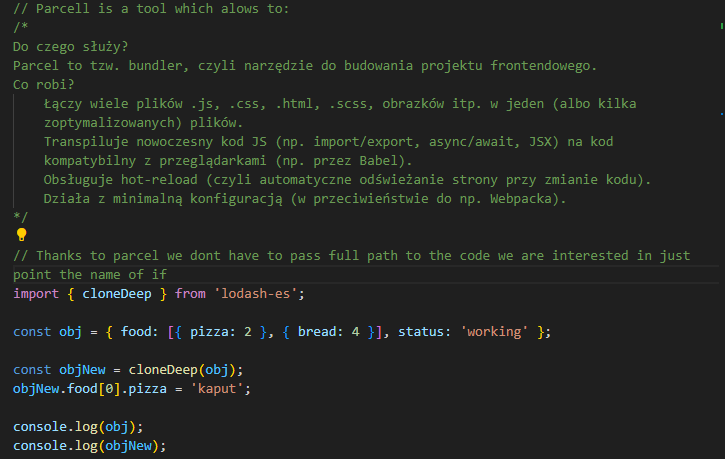 // Parcell is a tool which alows to:
/*
Do czego służy?
Parcel to tzw. bundler, czyli narzędzie do budowania projektu frontendowego.
Co robi?
Łączy wiele plików .js, .css, .html, .scss, obrazków itp. w jeden (albo kilka
zoptymalizowanych) plików.
Transpiluje nowoczesny kod JS (np. import/export, async/await, JSX) na kod
kompatybilny z przeglądarkami (np. przez Babel).
Obsługuje hot-reload (czyli automatyczne odświeżanie strony przy zmianie kodu).
Działa z minimalną konfiguracją (w przeciwieństwie do np. Webpacka).
*/
// Thanks to parcel we dont have to pass full path to the code we are interested in just
point the name of if
import { cloneDeep } from 'lodash-es';
const obj = { food: [{ pizza: 2 }, { bread: 4 }], status: 'working' };
const objNew = cloneDeep(obj);
objNew.food[0].pizza = 'kaput';
console.log(obj);
console.log(objNew);